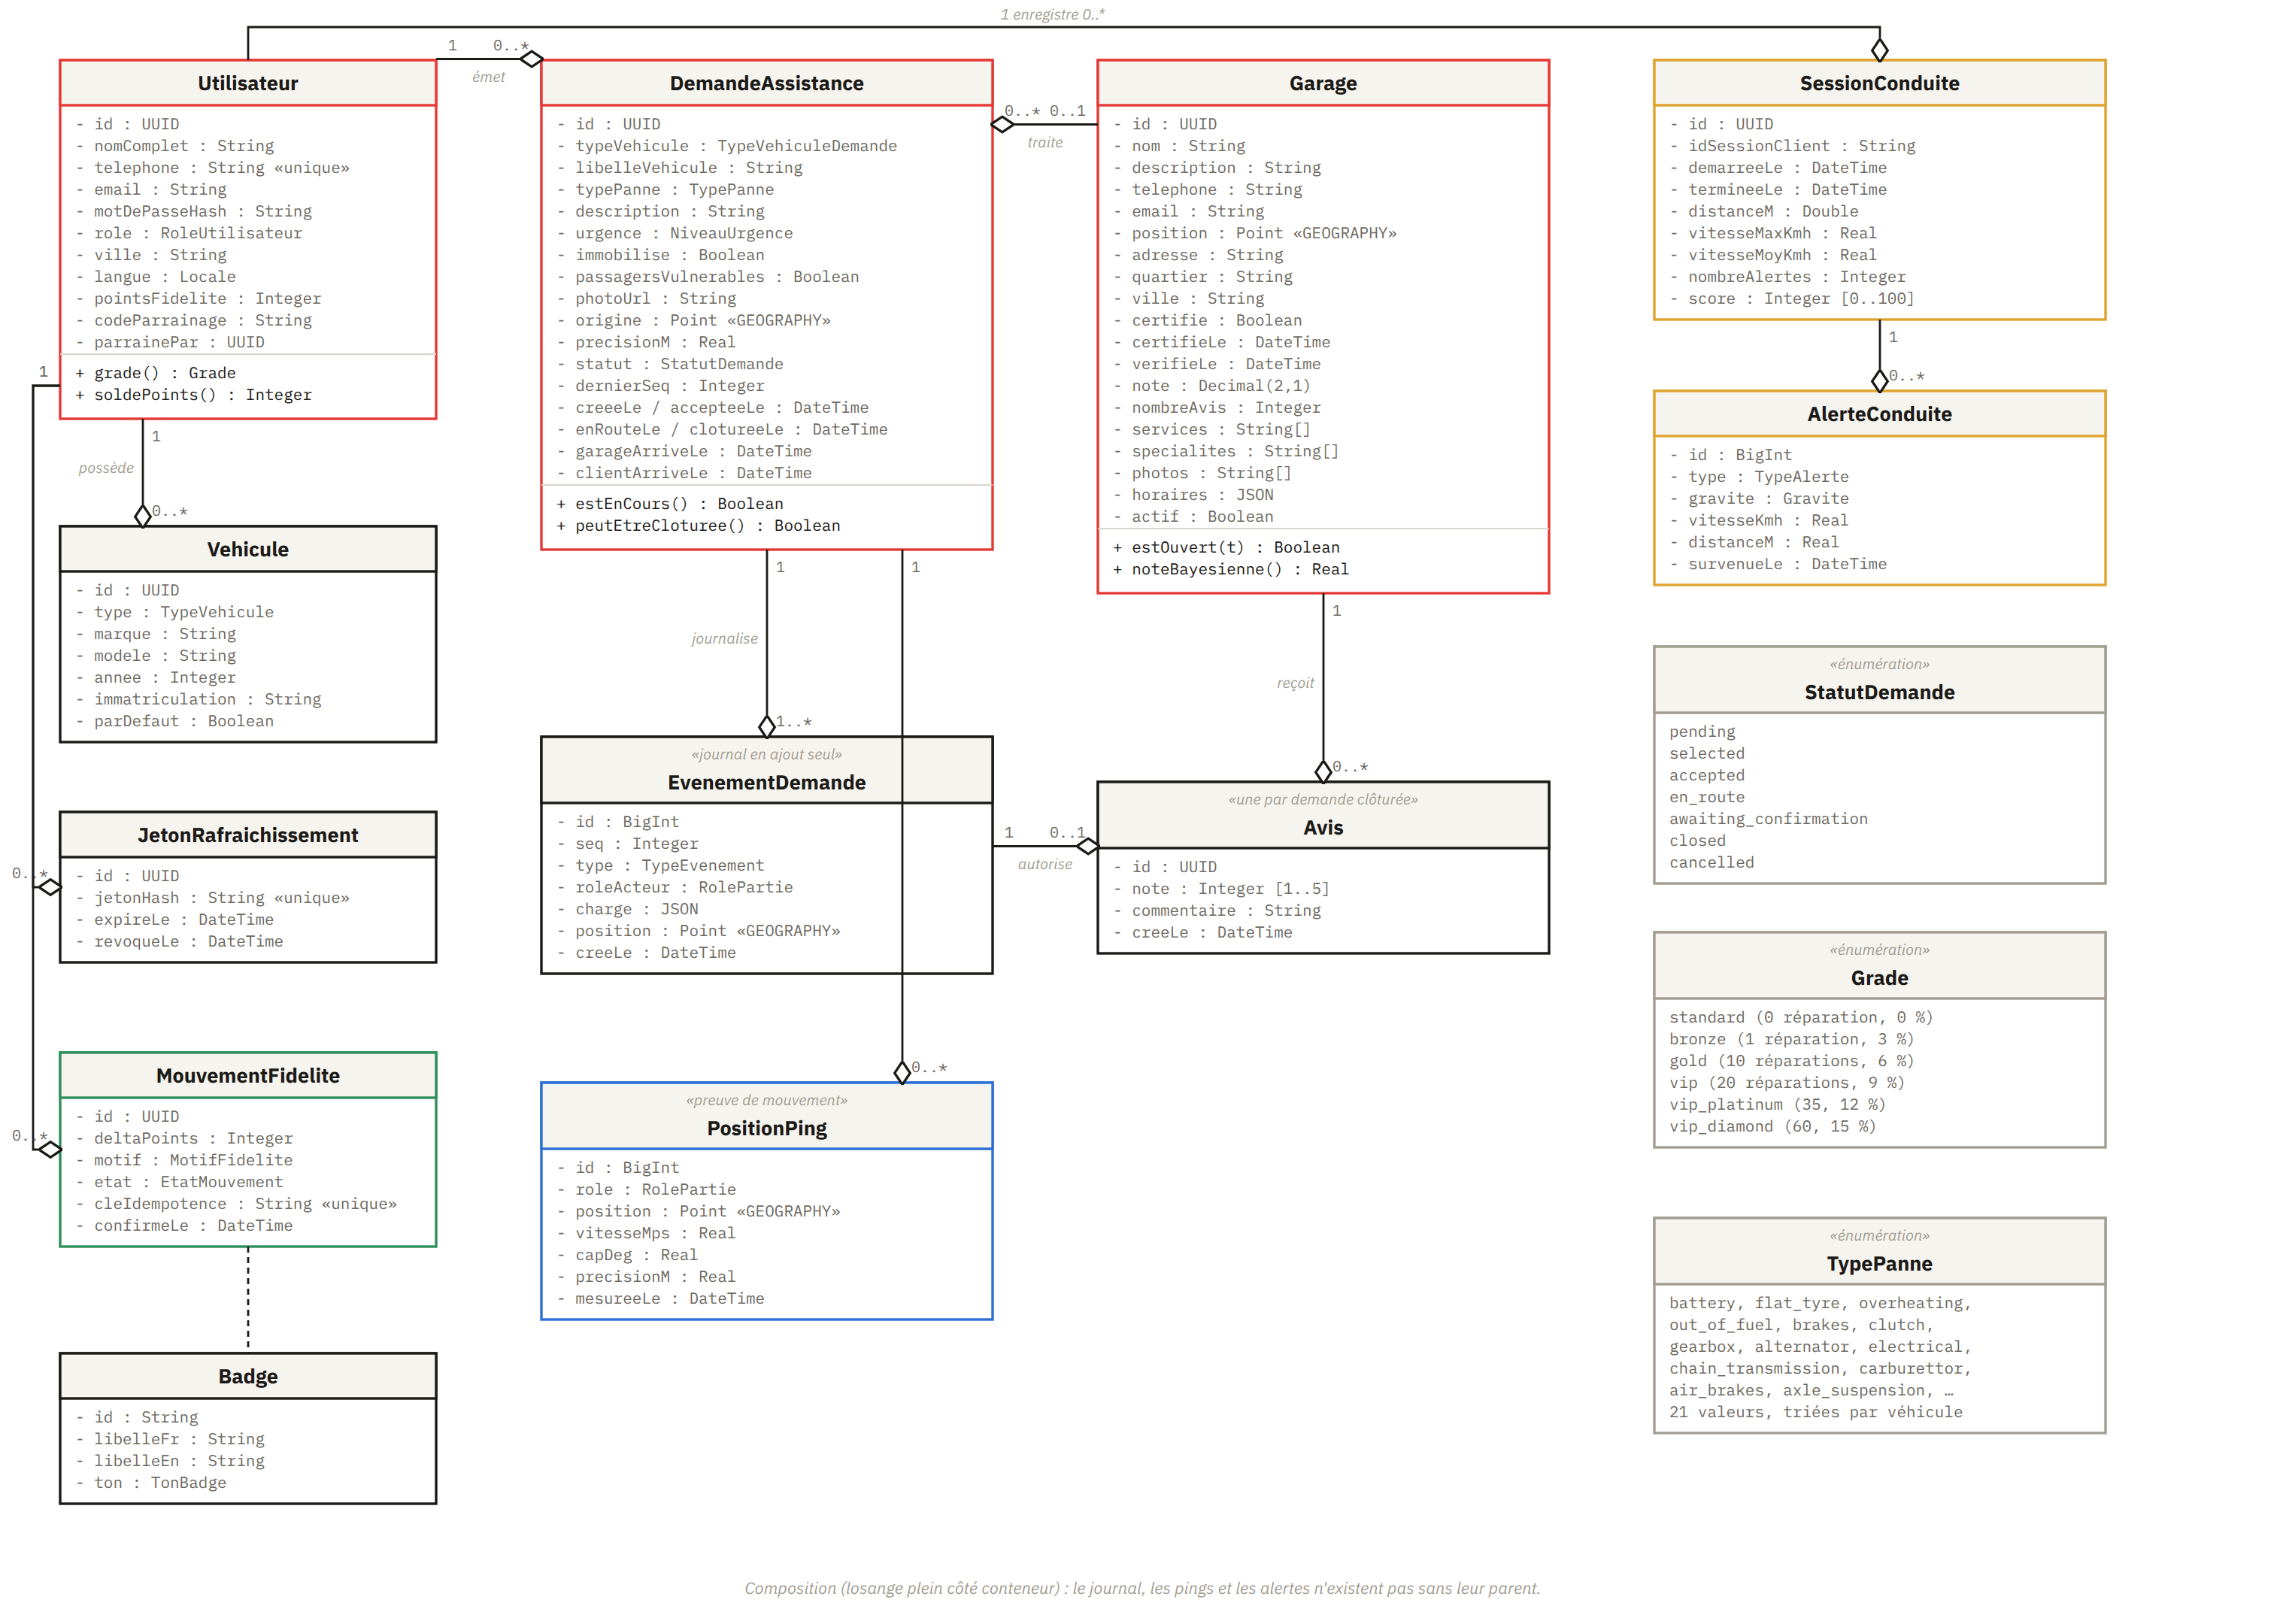 1 enregistre 0..*
Utilisateur
- id : UUID
- nomComplet : String
- telephone : String «unique»
- email : String
- motDePasseHash : String
- role : RoleUtilisateur
- ville : String
- langue : Locale
- pointsFidelite : Integer
- codeParrainage : String
- parrainePar : UUID
+ grade() : Grade
+ soldePoints() : Integer
1 0..*
émet
DemandeAssistance
- id : UUID
- typeVehicule : TypeVehiculeDemande
- libelleVehicule : String
- typePanne : TypePanne
- description : String
- urgence : NiveauUrgence
- immobilise : Boolean
- passagersVulnerables : Boolean
- photoUrl : String
- origine : Point «GEOGRAPHY»
- precisionM : Real
- statut : StatutDemande
- dernierSeq : Integer
- creeeLe / accepteeLe : DateTime
- enRouteLe / clotureeLe : DateTime
- garageArriveLe : DateTime
- clientArriveLe : DateTime
+ estEnCours() : Boolean
+ peutEtreCloturee() : Boolean
0..* 0..1
traite
Garage
- id : UUID
- nom : String
- description : String
- telephone : String
- email : String
- position : Point «GEOGRAPHY»
- adresse : String
- quartier : String
- ville : String
- certifie : Boolean
- certifieLe : DateTime
- verifieLe : DateTime
- note : Decimal(2,1)
- nombreAvis : Integer
- services : String[]
- specialites : String[]
- photos : String[]
- horaires : JSON
- actif : Boolean
+ estOuvert(t) : Boolean
+ noteBayesienne() : Real
SessionConduite
- id : UUID
- idSessionClient : String
- demarreeLe : DateTime
- termineeLe : DateTime
- distanceM : Double
- vitesseMaxKmh : Real
- vitesseMoyKmh : Real
- nombreAlertes : Integer
- score : Integer [0..100]
1
0..*
AlerteConduite
- id : BigInt
- type : TypeAlerte
- gravite : Gravite
- vitesseKmh : Real
- distanceM : Real
- survenueLe : DateTime
1
1
possède
0..*
Vehicule
- id : UUID
- type : TypeVehicule
- marque : String
- modele : String
- annee : Integer
- immatriculation : String
- parDefaut : Boolean
1
1
journalise
1..*
«journal en ajout seul»
EvenementDemande
- id : BigInt
- seq : Integer
- type : TypeEvenement
- roleActeur : RolePartie
- charge : JSON
- position : Point «GEOGRAPHY»
- creeLe : DateTime
1
reçoit
0..*
1 0..1
autorise
«une par demande clôturée»
Avis
- id : UUID
- note : Integer [1..5]
- commentaire : String
- creeLe : DateTime
«énumération»
StatutDemande
pending
selected
accepted
en_route
awaiting_confirmation
closed
cancelled
0..*
JetonRafraichissement
- id : UUID
- jetonHash : String «unique»
- expireLe : DateTime
- revoqueLe : DateTime
«énumération»
Grade
standard (0 réparation, 0 %)
bronze (1 réparation, 3 %)
gold (10 réparations, 6 %)
vip (20 réparations, 9 %)
vip_platinum (35, 12 %)
vip_diamond (60, 15 %)
0..*
MouvementFidelite
- id : UUID
- deltaPoints : Integer
- motif : MotifFidelite
- etat : EtatMouvement
- cleIdempotence : String «unique»
- confirmeLe : DateTime
0..*
«preuve de mouvement»
PositionPing
- id : BigInt
- role : RolePartie
- position : Point «GEOGRAPHY»
- vitesseMps : Real
- capDeg : Real
- precisionM : Real
- mesureeLe : DateTime
«énumération»
TypePanne
battery, flat_tyre, overheating,
out_of_fuel, brakes, clutch,
gearbox, alternator, electrical,
chain_transmission, carburettor,
air_brakes, axle_suspension, …
21 valeurs, triées par véhicule
Badge
- id : String
- libelleFr : String
- libelleEn : String
- ton : TonBadge
Composition (losange plein côté conteneur) : le journal, les pings et les alertes n'existent pas sans leur parent.